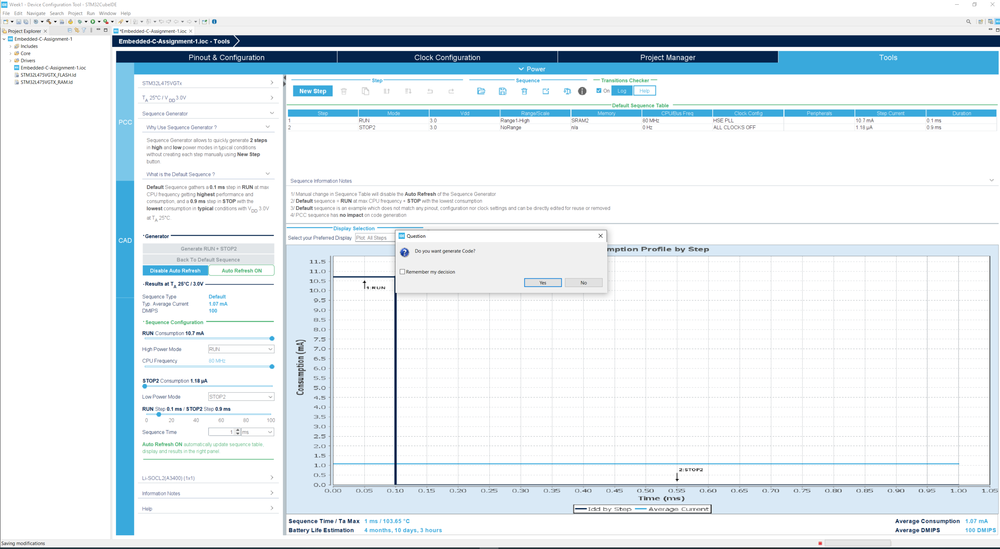 IDE Week1 - Device Configuration Tool - STM32CubeIDE
File Edit Navigate Search Project Run Window Help
Project Explorer
MX *Embedded-C-Assignment-1.ioc
IDE Embedded-C-Assignment-1
Includes
Core
Drivers
MX Embedded-C-Assignment-1.ioc
STM32L475VGTX_FLASH.ld
STM32L475VGTX_RAM.ld
Embedded-C-Assignment-1.ioc - Tools
Pinout & Configuration
Clock Configuration
Project Manager
Tools
Power
PCC
CAD
STM32L475VGTx
TA 25°C / VDD 3.0V
Sequence Generator
Why Use Sequence Generator ?
Sequence Generator allows to quickly generate 2 steps
in high and low power modes in typical conditions
without creating each step manually using New Step
button.
What is the Default Sequence ?
Default Sequence gathers a 0.1 ms step in RUN at max
CPU frequency getting highest performance and
consumption, and a 0.9 ms step in STOP with the
lowest consumption in typical conditions with VDD 3.0V
at TA 25°C.
Generator
Generate RUN + STOP2
Back To Default Sequence
Disable Auto Refresh
Auto Refresh ON
Results at TA 25°C / 3.0V
Sequence Type Default
Typ. Average Current 1.07 mA
DMIPS 100
Sequence Configuration
RUN Consumption 10.7 mA
High Power Mode RUN
CPU Frequency 80 MHz
STOP2 Consumption 1.18 µA
Low Power Mode STOP2
RUN Step 0.1 ms / STOP2 Step 0.9 ms
0 20 40 60 80 100
Sequence Time 1 ms
Auto Refresh ON automatically update sequence table,
display and results in the right panel.
Li-SOCL2(A3400) (1x1)
Information Notes
Help
Step
Sequence
Transitions Checker
New Step
On
Log
Help
Default Sequence Table
Step Mode Vdd Range/Scale Memory CPU/Bus Freq Clock Config Peripherals Step Current Duration
1 RUN 3.0 Range1-High SRAM2 80 MHz HSE PLL 10.7 mA 0.1 ms
2 STOP2 3.0 NoRange n/a 0 Hz ALL CLOCKS OFF 1.18 µA 0.9 ms
Sequence Information Notes
1/ Manual change in Sequence Table will disable the Auto Refresh of the Sequence Generator
2/ Default sequence = RUN at max CPU frequency + STOP with the lowest consumption
3/ Default sequence is an example which does not match any pinout, configuration nor clock settings and can be directly edited for reuse or removed
4/ PCC sequence has no impact on code generation
Display Selection
Select your Preferred Display Plot: All Steps
IDE Question
Do you want generate Code?
Remember my decision
Yes
No
mption Profile by Step
11.5
11.0
10.5
10.0
9.5
9.0
8.5
8.0
7.5
7.0
6.5
6.0
5.5
5.0
4.5
4.0
3.5
3.0
2.5
2.0
1.5
1.0
0.5
0.0
Consumption (mA)
1:RUN
2:STOP2
0.00 0.05 0.10 0.15 0.20 0.25 0.30 0.35 0.40 0.45 0.50 0.55 0.60 0.65 0.70 0.75 0.80 0.85 0.90 0.95 1.00 1.05
Time (ms)
Idd by Step Average Current
Sequence Time / Ta Max 1 ms / 103.65 °C
Battery Life Estimation 4 months, 10 days, 3 hours
Average Consumption 1.07 mA
Average DMIPS 100 DMIPS
Saving modifications